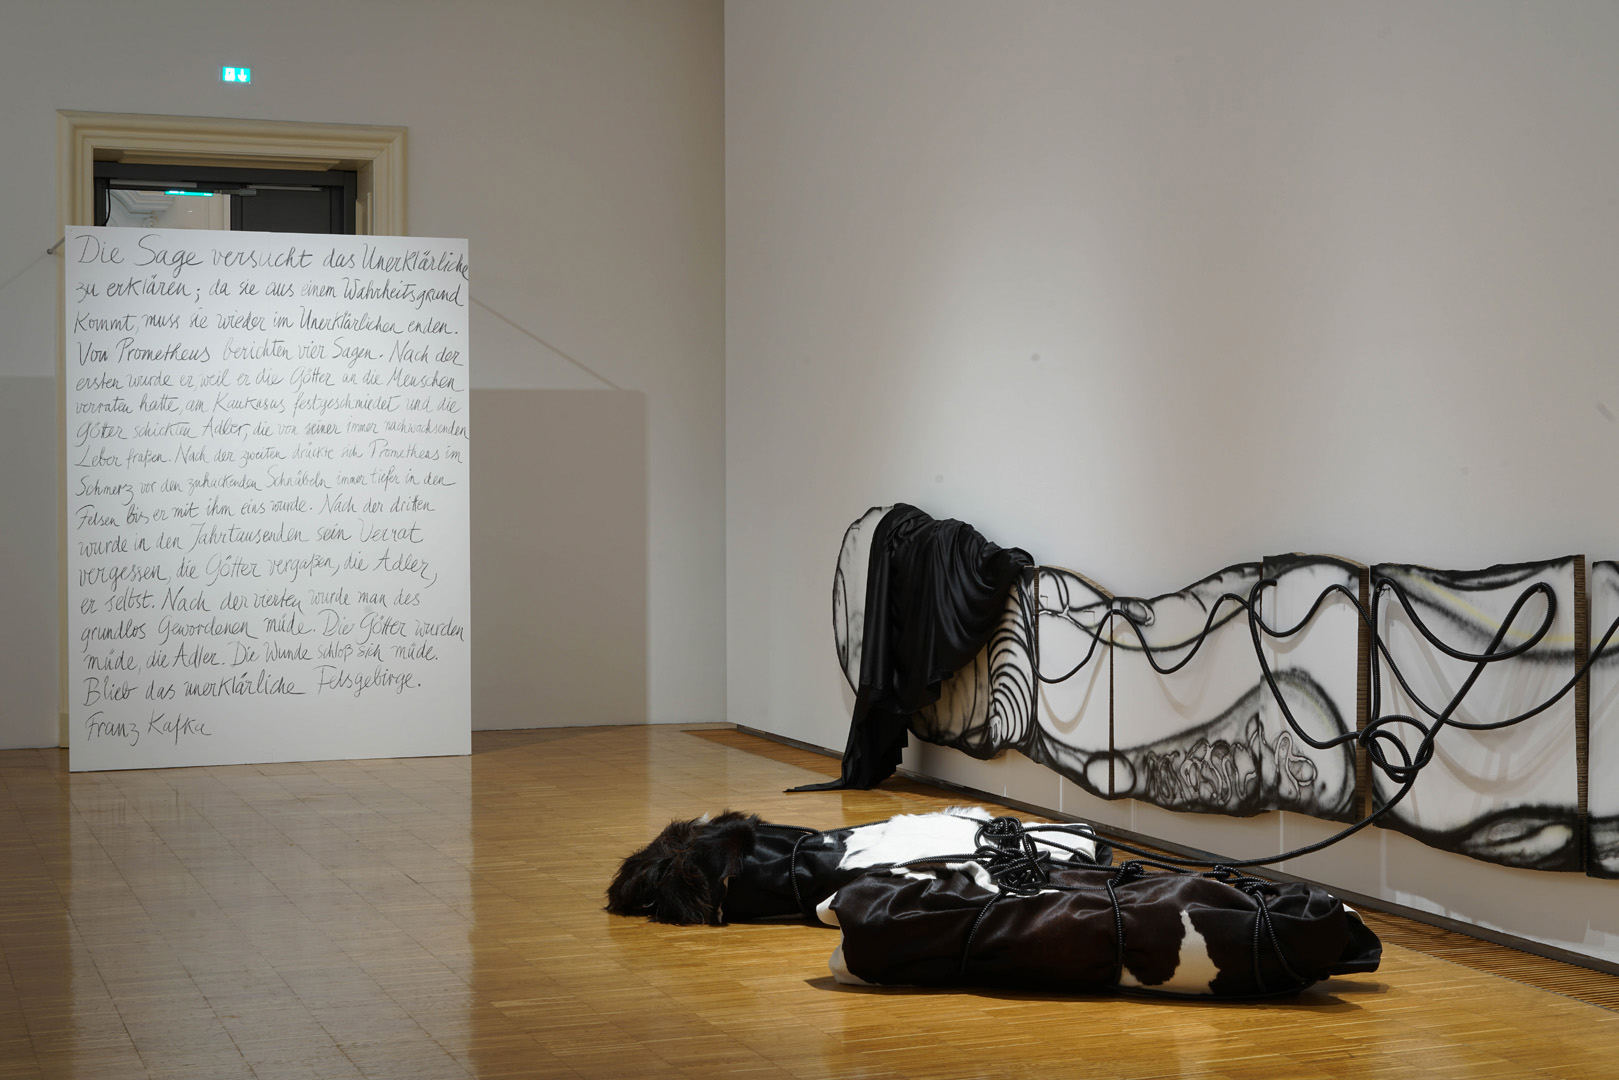 Die Sage versucht das Unerklärliche
zu erklären; da sie aus einem Wahrheitsgrund
kommt, muss sie wieder im Unerklärlichen enden.
Von Prometheus berichten vier Sagen. Nach der
ersten wurde er, weil er die Götter an die Menschen
verraten hatte, am Kaukasus festgeschmiedet und die
Götter schickten Adler, die von seiner immer nachwachsenden
Leber fraßen. Nach der zweiten drückte sich Prometheus im
Schmerz vor den zuhackenden Schnäbeln immer tiefer in den
Felsen bis er mit ihm eins wurde. Nach der dritten
wurde in den Jahrtausenden sein Verrat
vergessen, die Götter vergaßen, die Adler,
er selbst. Nach der vierten wurde man des
grundlos Gewordenen müde. Die Götter wurden
müde, die Adler. Die Wunde schloß sich müde.
Blieb das unerklärliche Felsgebirge.
Franz Kafka